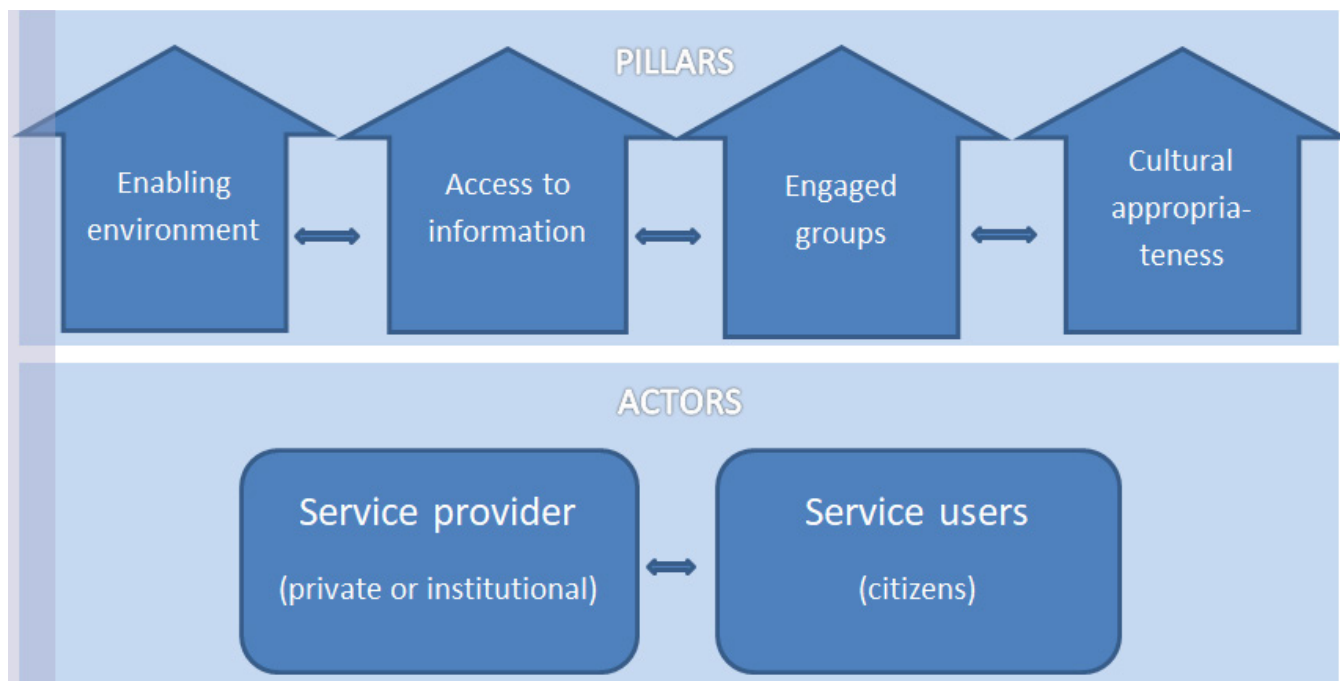 PILLARS
Enabling
environment
Access to
information
Engaged
groups
Cultural
appropria-
teness
ACTORS
Service provider
(private or institutional)
Service users
(citizens)